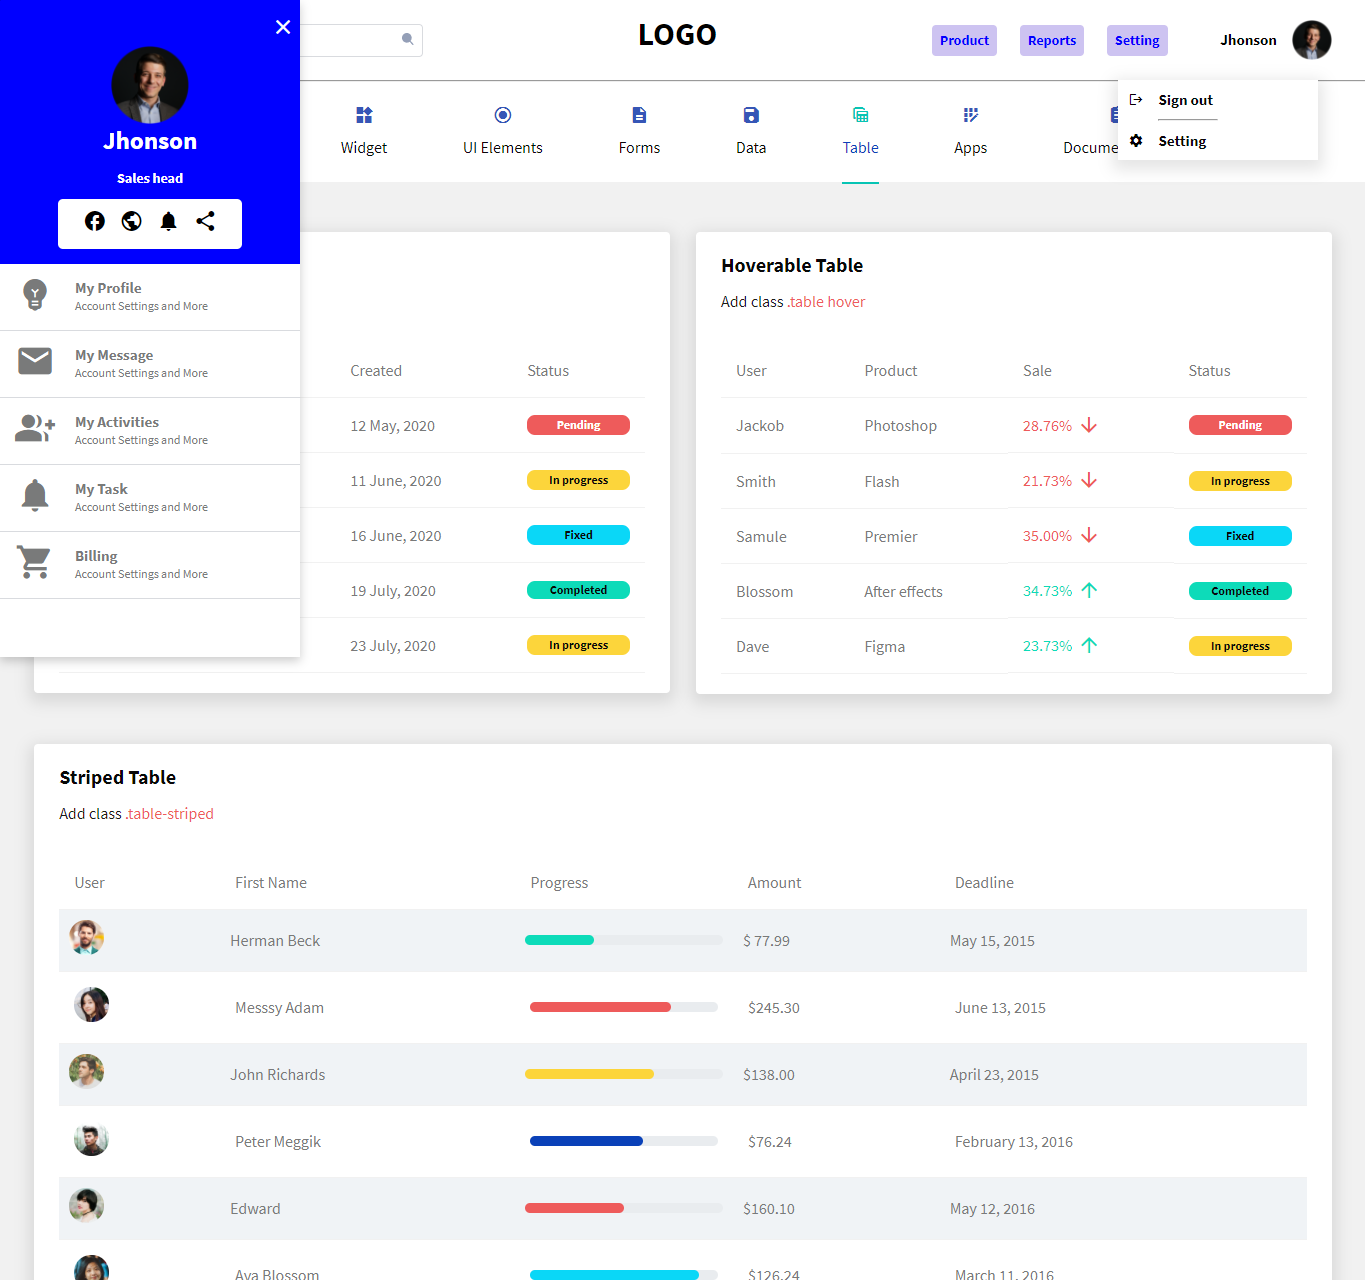 LOGO
Product
Reports
Setting
Jhonson
Sign out
Setting
Widget
UI Elements
Forms
Data
Table
Apps
Jhonson
Sales head
My Profile
Account Settings and More
My Message
Account Settings and More
My Activities
Account Settings and More
My Task
Account Settings and More
Billing
Account Settings and More
Created Status
12 May, 2020 Pending
11 June, 2020 In progress
16 June, 2020 Fixed
19 July, 2020 Completed
23 July, 2020 In progress
Hoverable Table
Add class .table hover
User Product Sale Status
Jackob Photoshop 28.76% Pending
Smith Flash 21.73% In progress
Samule Premier 35.00% Fixed
Blossom After effects 34.73% Completed
Dave Figma 23.73% In progress
Striped Table
Add class .table-striped
User First Name Progress Amount Deadline
Herman Beck $ 77.99 May 15, 2015
Messsy Adam $245.30 June 13, 2015
John Richards $138.00 April 23, 2015
Peter Meggik $76.24 February 13, 2016
Edward $160.10 May 12, 2016
Ava Blossom $126.24 March 11, 2016